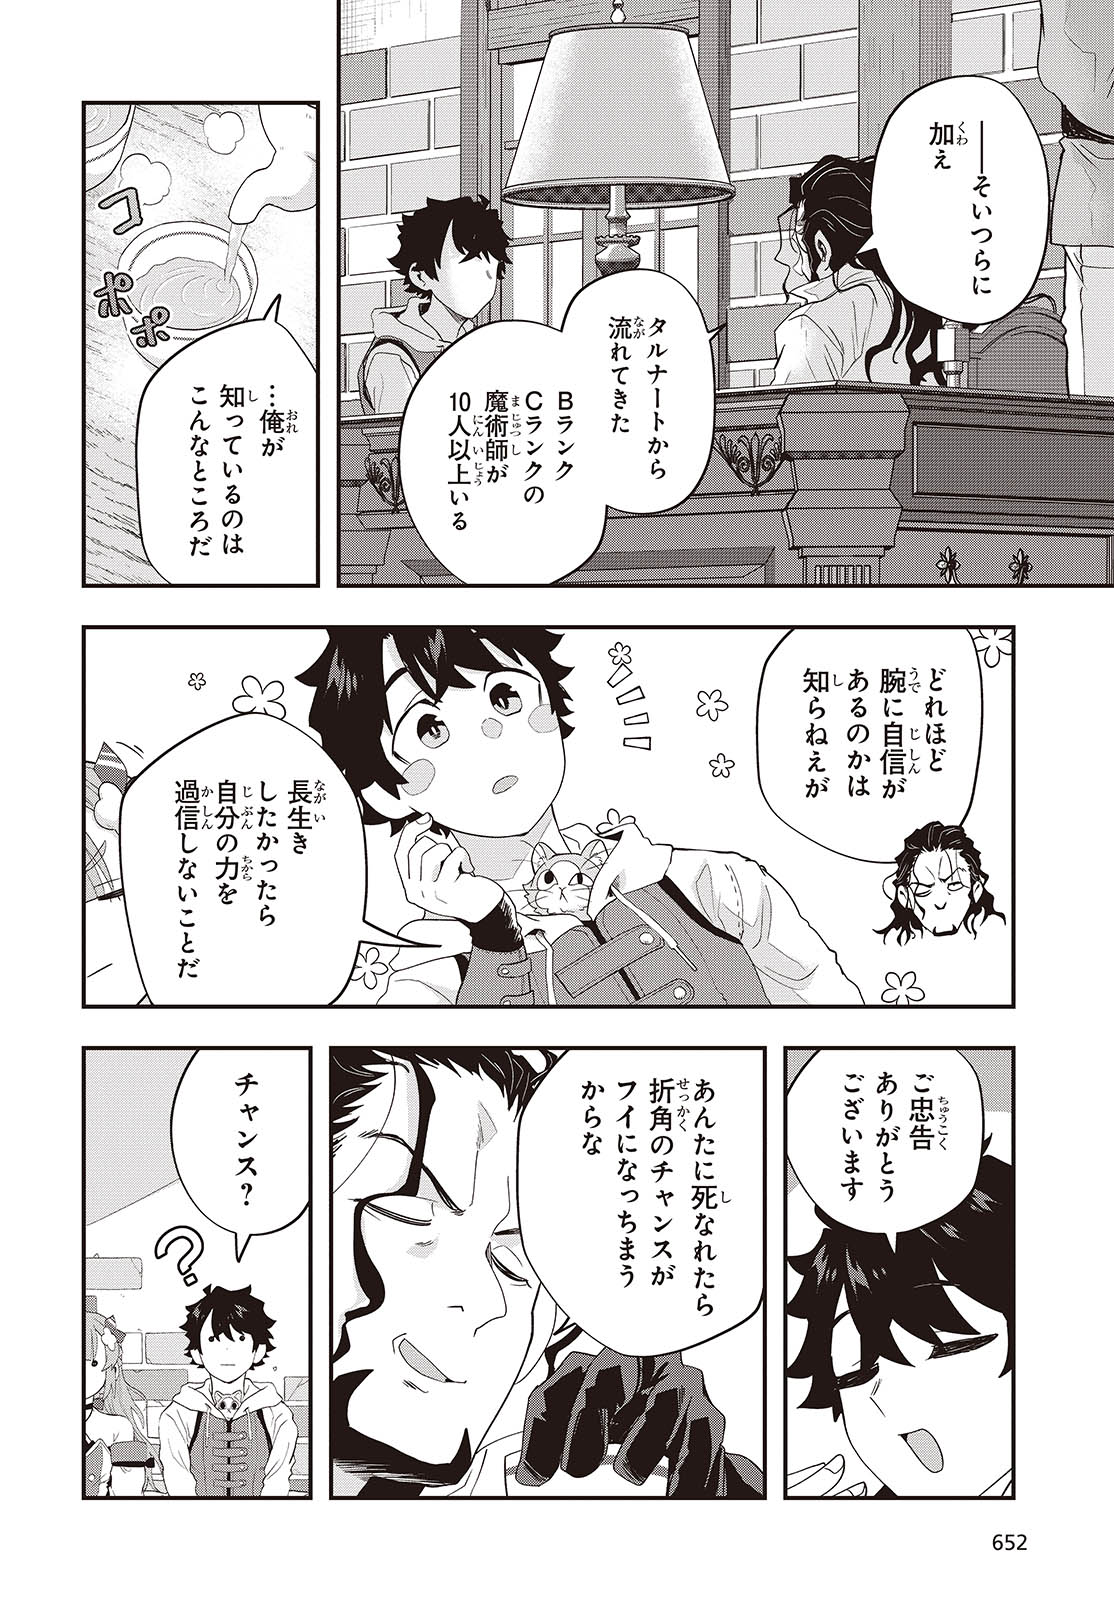 ――そいつらに
加え
タルナートから
流れてきた
Bランク
Cランクの
魔術師が
10人以上いる
コポポ
…俺が
知っているのは
こんなところだ
どれほど
腕に自信が
あるのかは
知らねえが
長生き
したかったら
自分の力を
過信しないことだ
ご忠告
ありがとう
ございます
あんたに死なれたら
折角のチャンスが
フイになっちまう
からな
チャンス?
?
652